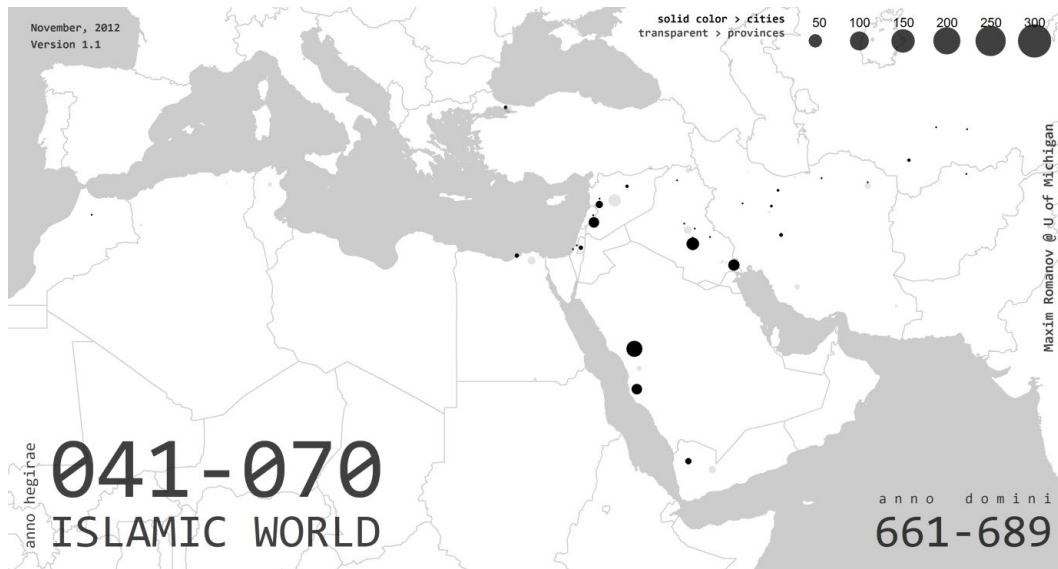 November, 2012
Version 1.1
solid color > cities
transparent > provinces
50 100 150 200 250 300
Maxim Romanov @ U of Michigan
anno hegirae
041-070
ISLAMIC WORLD
anno domini
661-689